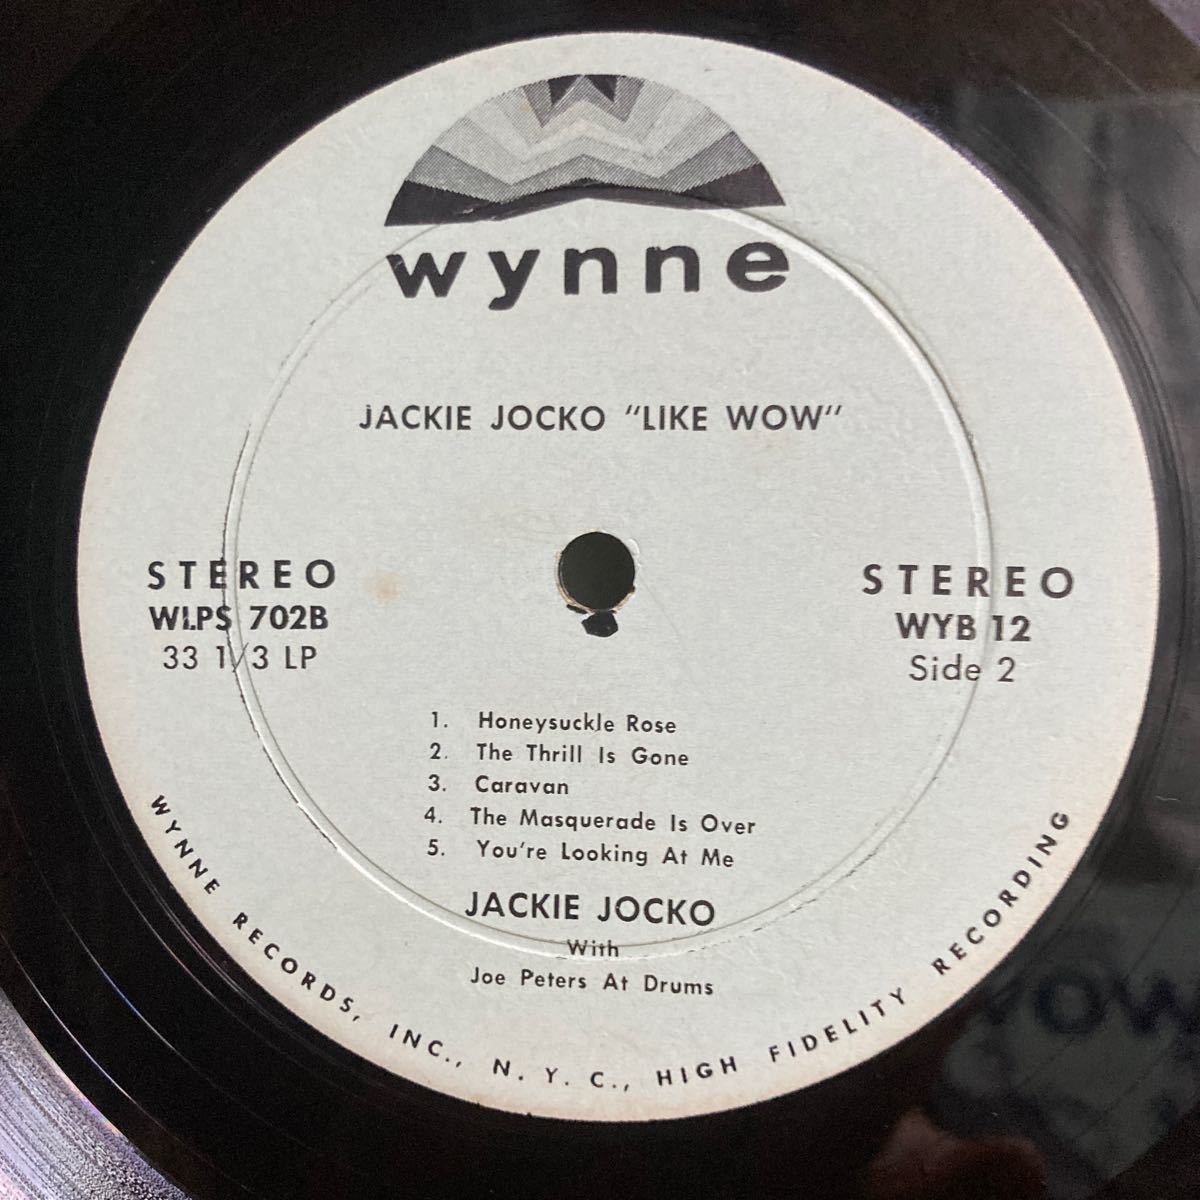 wynne
JACKIE JOCKO "LIKE WOW"
STEREO
WLPS 702B
33 1/3 LP
STEREO
WYB 12
Side 2
1. Honeysuckle Rose
2. The Thrill Is Gone
3. Caravan
4. The Masquerade Is Over
5. You're Looking At Me
JACKIE JOCKO
With
Joe Peters At Drums
WYNNE RECORDS, INC., N. Y. C., HIGH FIDELITY RECORDING
WOW